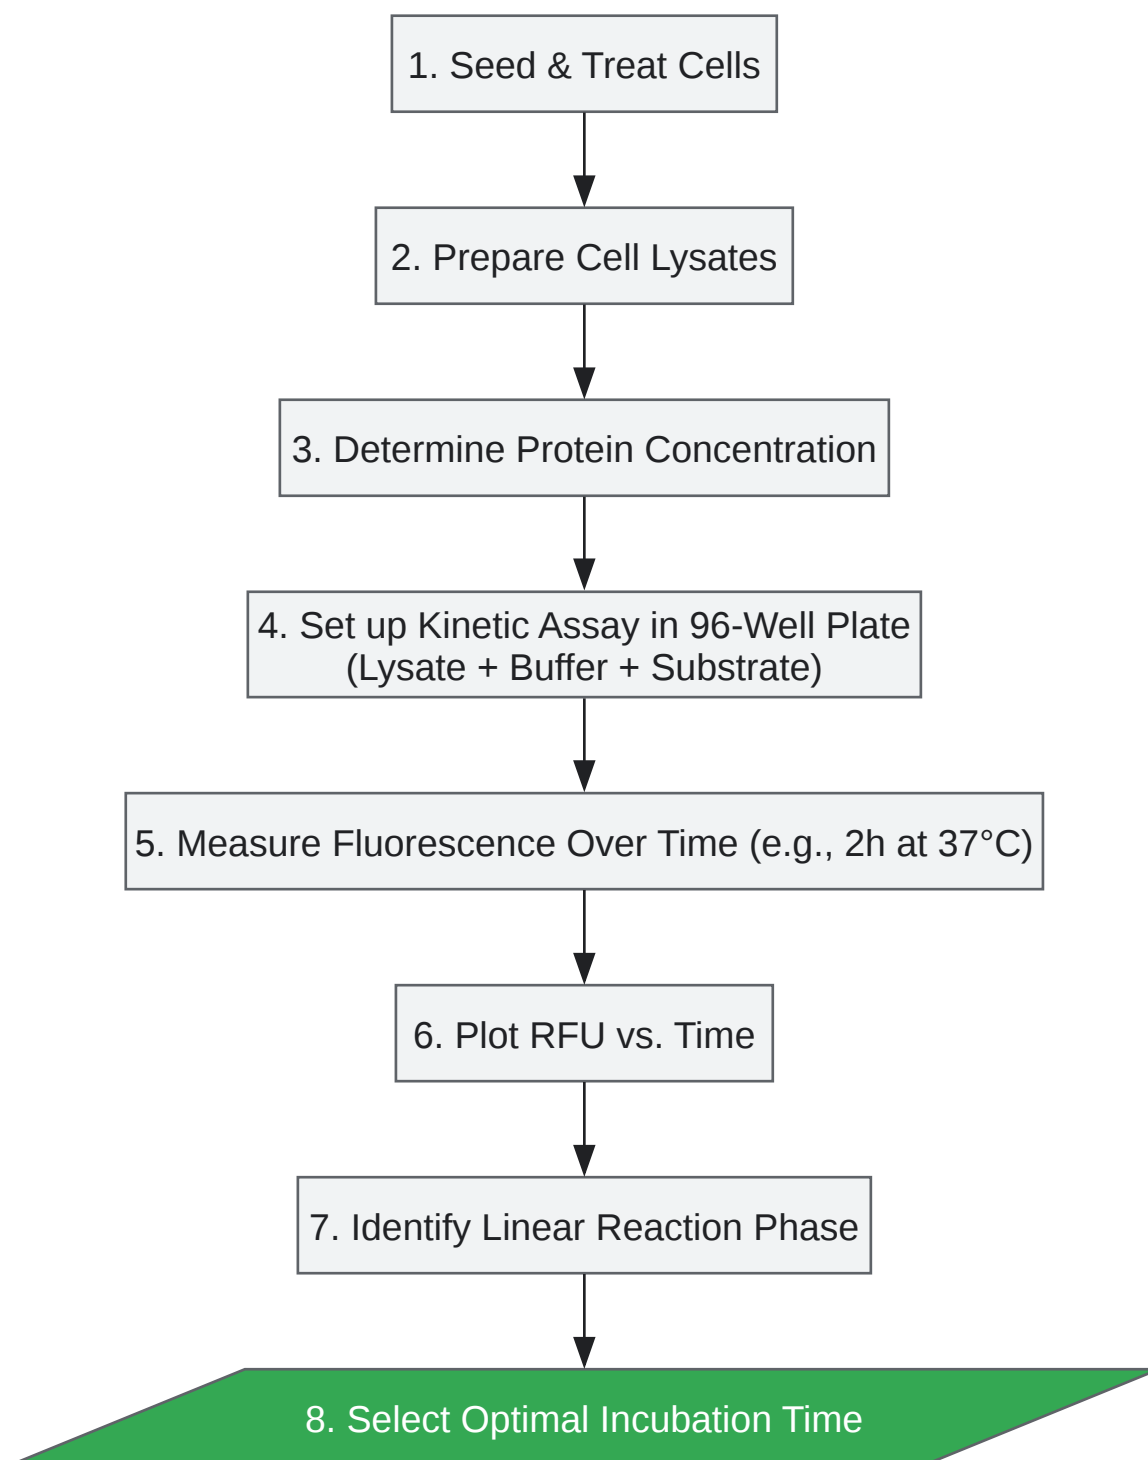 1. Seed & Treat Cells
2. Prepare Cell Lysates
3. Determine Protein Concentration
4. Set up Kinetic Assay in 96-Well Plate
(Lysate + Buffer + Substrate)
5. Measure Fluorescence Over Time (e.g., 2h at 37°C)
6. Plot RFU vs. Time
7. Identify Linear Reaction Phase
8. Select Optimal Incubation Time